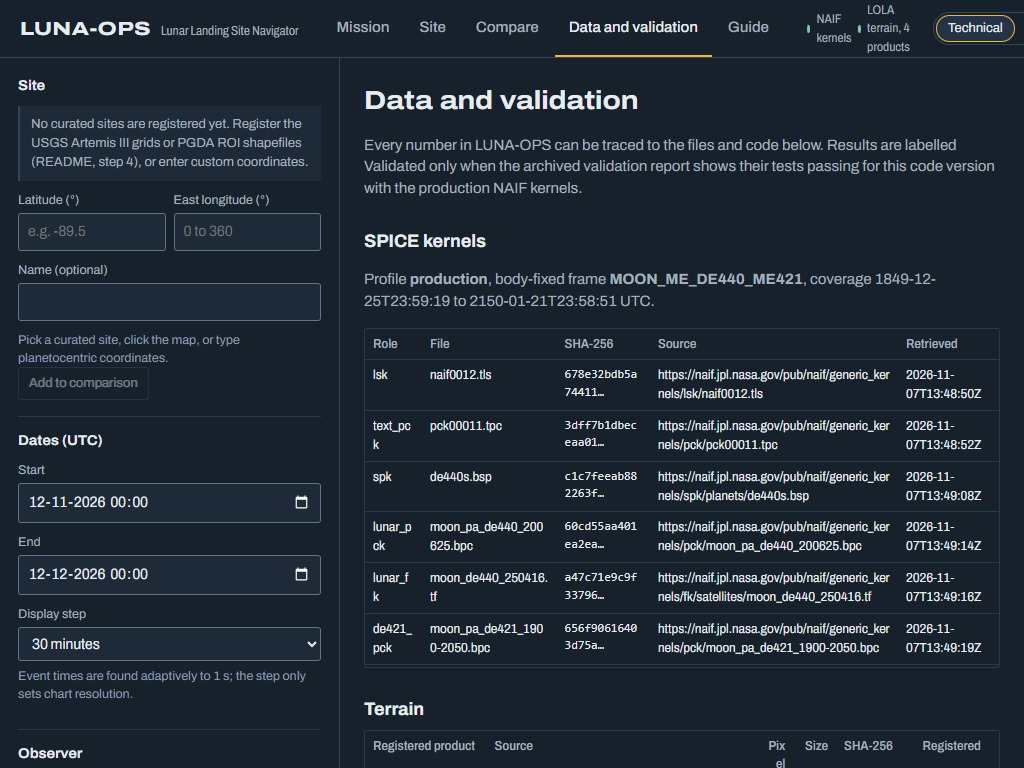 LUNA-OPS Lunar Landing Site Navigator
Mission Site Compare Data and validation Guide
NAIF
kernels
LOLA
terrain, 4
products
Technical
Site
No curated sites are registered yet. Register the
USGS Artemis III grids or PGDA ROI shapefiles
(README, step 4), or enter custom coordinates.
Latitude (°) East longitude (°)
e.g. -89.5 0 to 360
Name (optional)
Pick a curated site, click the map, or type
planetocentric coordinates.
Add to comparison
Dates (UTC)
Start
12-11-2026 00:00
End
12-12-2026 00:00
Display step
30 minutes
Event times are found adaptively to 1 s; the step only
sets chart resolution.
Observer
Data and validation
Every number in LUNA-OPS can be traced to the files and code below. Results are labelled
Validated only when the archived validation report shows their tests passing for this code version
with the production NAIF kernels.
SPICE kernels
Profile production, body-fixed frame MOON_ME_DE440_ME421, coverage 1849-12-
25T23:59:19 to 2150-01-21T23:58:51 UTC.
Role File SHA-256 Source Retrieved
lsk naif0012.tls 678e32bdb5a https://naif.jpl.nasa.gov/pub/naif/generic_ker 2026-11-
74411… nels/lsk/naif0012.tls 07T13:48:50Z
text_pc pck00011.tpc 3dff7b1dbec https://naif.jpl.nasa.gov/pub/naif/generic_ker 2026-11-
k eaa01… nels/pck/pck00011.tpc 07T13:48:52Z
spk de440s.bsp c1c7feeab88 https://naif.jpl.nasa.gov/pub/naif/generic_ker 2026-11-
2263f… nels/spk/planets/de440s.bsp 07T13:49:08Z
lunar_p moon_pa_de440_200 60cd55aa401 https://naif.jpl.nasa.gov/pub/naif/generic_ker 2026-11-
ck 625.bpc ea2ea… nels/pck/moon_pa_de440_200625.bpc 07T13:49:14Z
lunar_f moon_de440_250416. a47c71e9c9f https://naif.jpl.nasa.gov/pub/naif/generic_ker 2026-11-
k tf 33796… nels/fk/satellites/moon_de440_250416.tf 07T13:49:16Z
de421_ moon_pa_de421_190 656f9061640 https://naif.jpl.nasa.gov/pub/naif/generic_ker 2026-11-
pck 0-2050.bpc 3d75a… nels/pck/moon_pa_de421_1900-2050.bpc 07T13:49:19Z
Terrain
Registered product Source Pix Size SHA-256 Registered
el